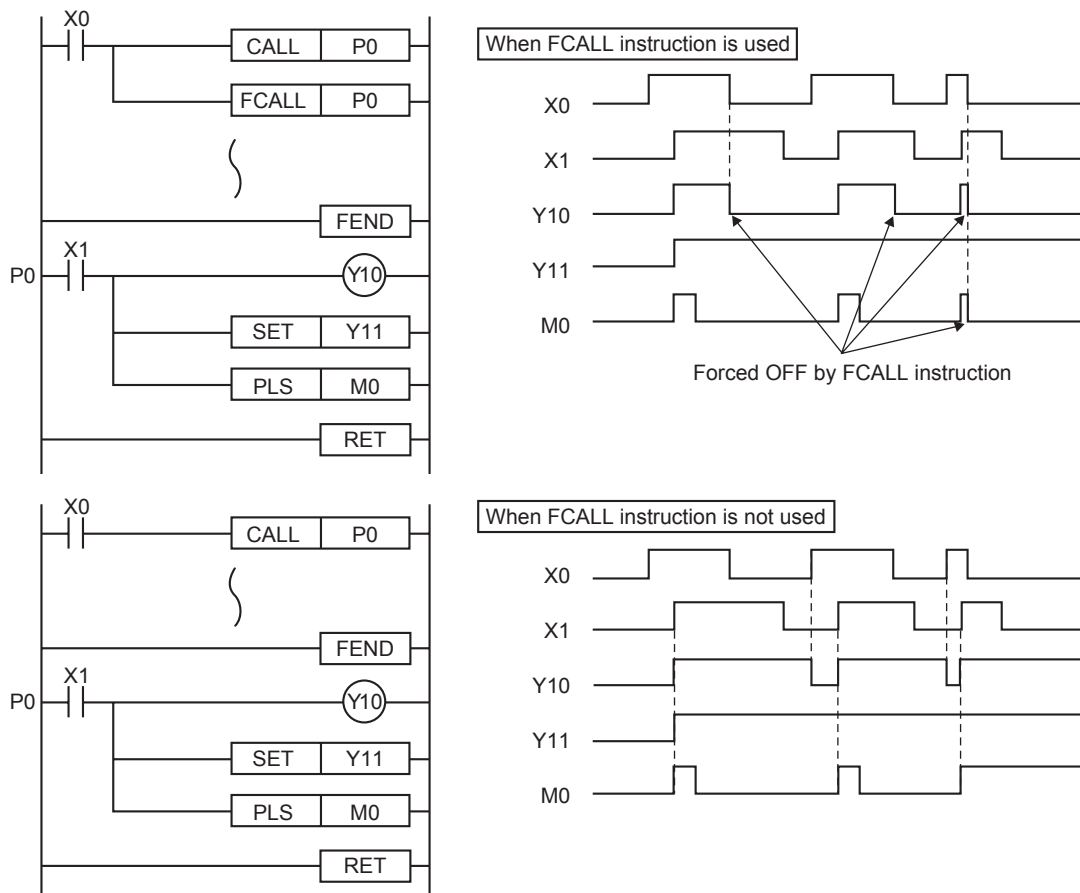 X0
CALL P0
FCALL P0
FEND
X1
P0
Y10
SET Y11
PLS M0
RET
When FCALL instruction is used
X0
X1
Y10
Y11
M0
Forced OFF by FCALL instruction
X0
CALL P0
FEND
X1
P0
Y10
SET Y11
PLS M0
RET
When FCALL instruction is not used
X0
X1
Y10
Y11
M0